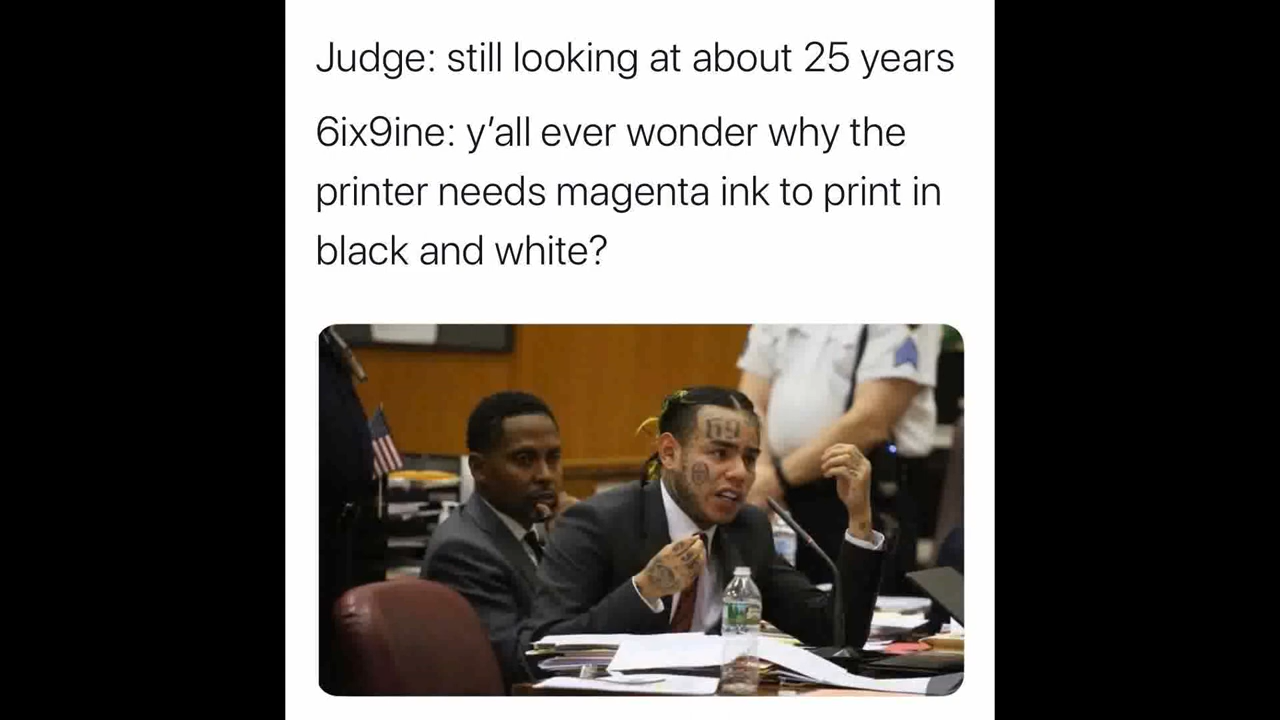 Judge: still looking at about 25 years
6ix9ine: y’all ever wonder why the
printer needs magenta ink to print in
black and white?
69